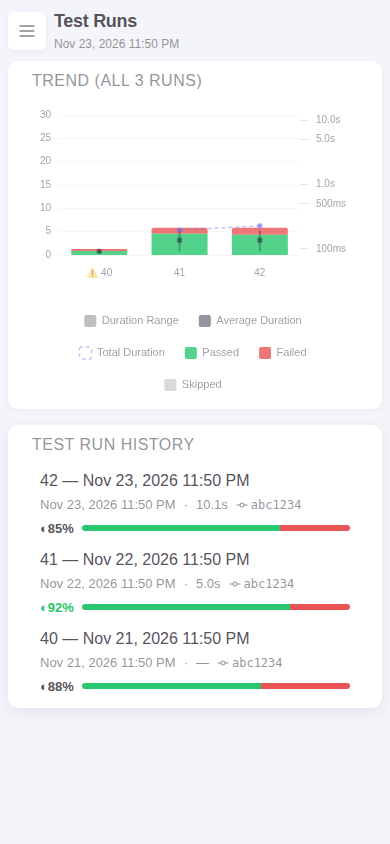 Test Runs
Nov 23, 2026 11:50 PM
TREND (ALL 3 RUNS)
30
25
20
15
10
5
0
10.0s
5.0s
1.0s
500ms
100ms
⚠ 40
41
42
Duration Range
Average Duration
Total Duration
Passed
Failed
Skipped
TEST RUN HISTORY
42 — Nov 23, 2026 11:50 PM
Nov 23, 2026 11:50 PM · 10.1s abc1234
85%
41 — Nov 22, 2026 11:50 PM
Nov 22, 2026 11:50 PM · 5.0s abc1234
92%
40 — Nov 21, 2026 11:50 PM
Nov 21, 2026 11:50 PM · — abc1234
88%